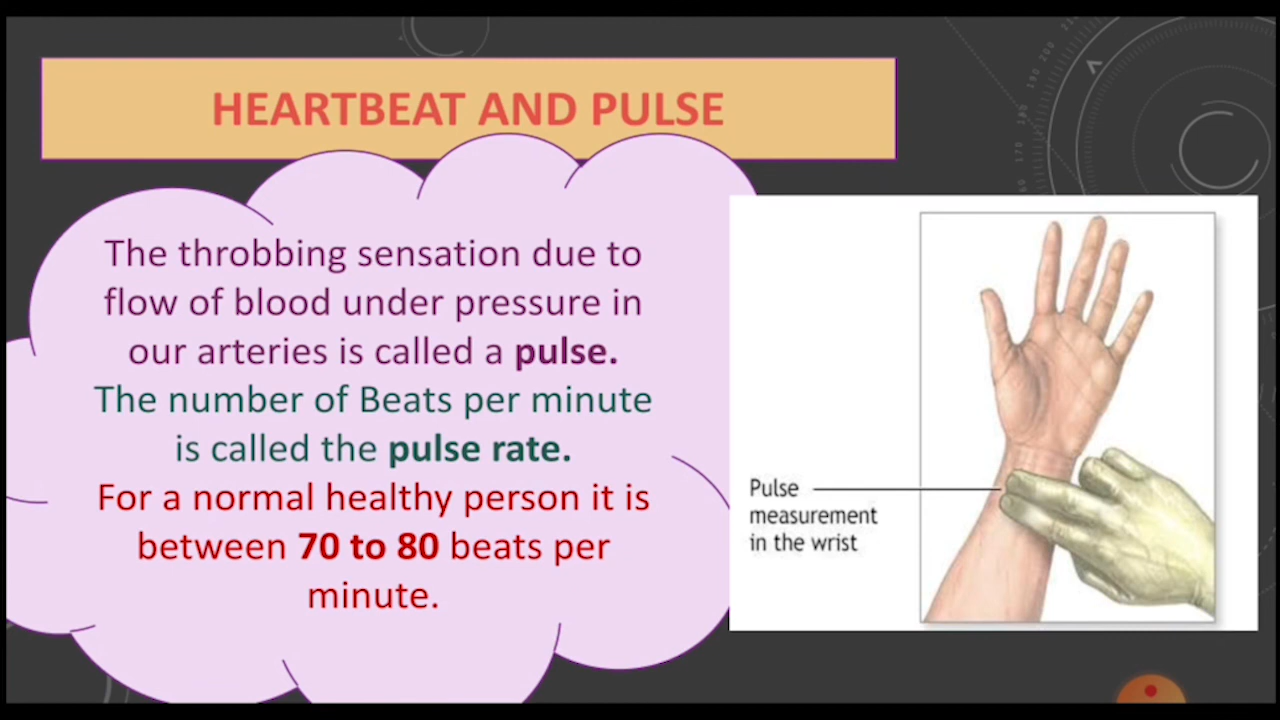 HEARTBEAT AND PULSE
The throbbing sensation due to
flow of blood under pressure in
our arteries is called a pulse.
The number of Beats per minute
is called the pulse rate.
For a normal healthy person it is
between 70 to 80 beats per
minute.
Pulse
measurement
in the wrist